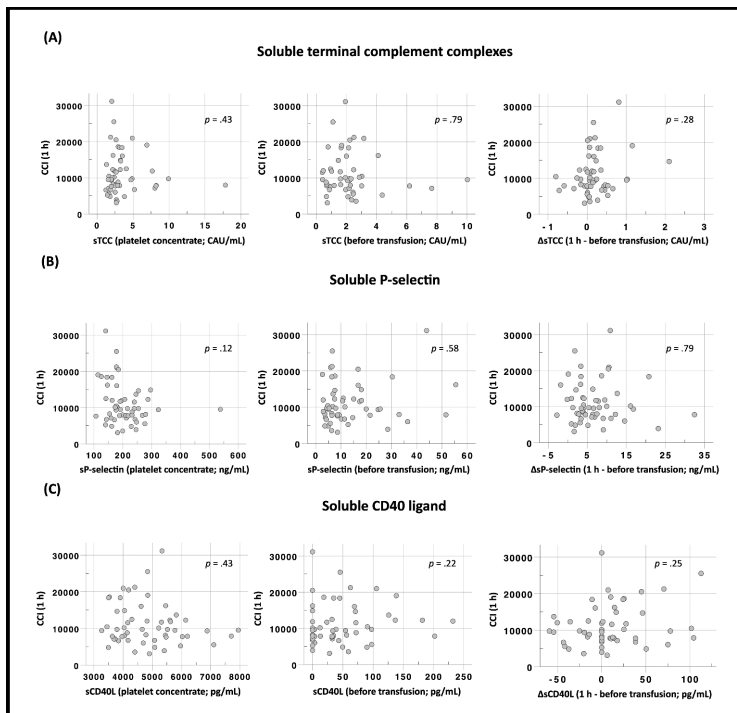 (A)
Soluble terminal complement complexes
30000
20000
10000
0
CCI (1 h)
p = .43
0 5 10 15 20
sTCC (platelet concentrate; CAU/mL)
30000
20000
10000
0
CCI (1 h)
p = .79
0 2 4 6 8 10
sTCC (before transfusion; CAU/mL)
30000
20000
10000
0
CCI (1 h)
p = .28
-1 0 1 2 3
ΔsTCC (1 h - before transfusion; CAU/mL)
(B)
Soluble P-selectin
30000
20000
10000
0
CCI (1 h)
p = .12
100 200 300 400 500 600
sP-selectin (platelet concentrate; ng/mL)
30000
20000
10000
0
CCI (1 h)
p = .58
0 10 20 30 40 50 60
sP-selectin (before transfusion; ng/mL)
30000
20000
10000
0
CCI (1 h)
p = .79
-5 5 15 25 35
ΔsP-selectin (1 h - before transfusion; ng/mL)
(C)
Soluble CD40 ligand
30000
20000
10000
0
CCI (1 h)
p = .43
3000 4000 5000 6000 7000 8000
sCD40L (platelet concentrate; pg/mL)
30000
20000
10000
0
CCI (1 h)
p = .22
0 50 100 150 200 250
sCD40L (before transfusion; pg/mL)
30000
20000
10000
0
CCI (1 h)
p = .25
-50 0 50 100
ΔsCD40L (1 h - before transfusion; pg/mL)